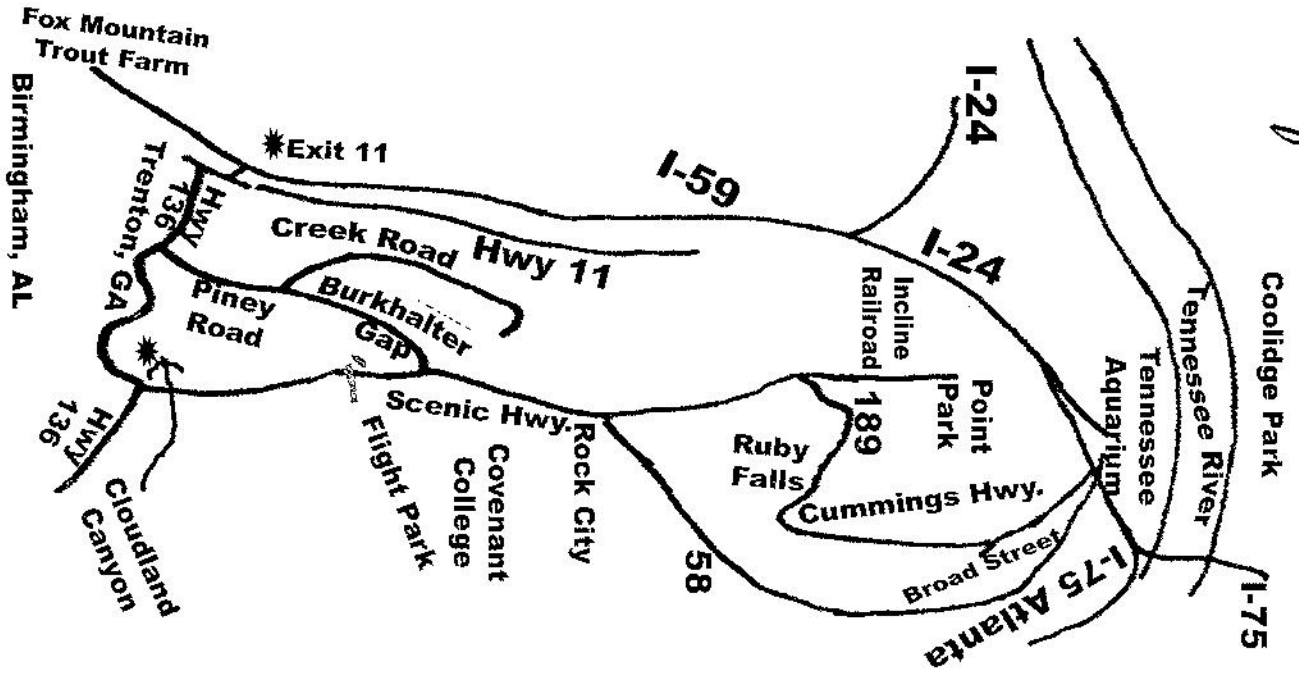 Fox Mountain
Trout Farm
Birmingham, AL
Exit 11
Trenton, GA
Hwy
136
I-59
I-24
I-24
Creek Road
Hwy 11
Piney
Road
Burkhalter
Gap
Scenic Hwy.
Flight Park
Covenant
College
Rock City
Hwy
136
Cloudland
Canyon
Incline
Railroad
Point
Park
189
Ruby
Falls
Cummings Hwy.
Broad Street
58
Tennessee
Aquarium
Tennessee River
Coolidge Park
I-75 Atlanta
I-75